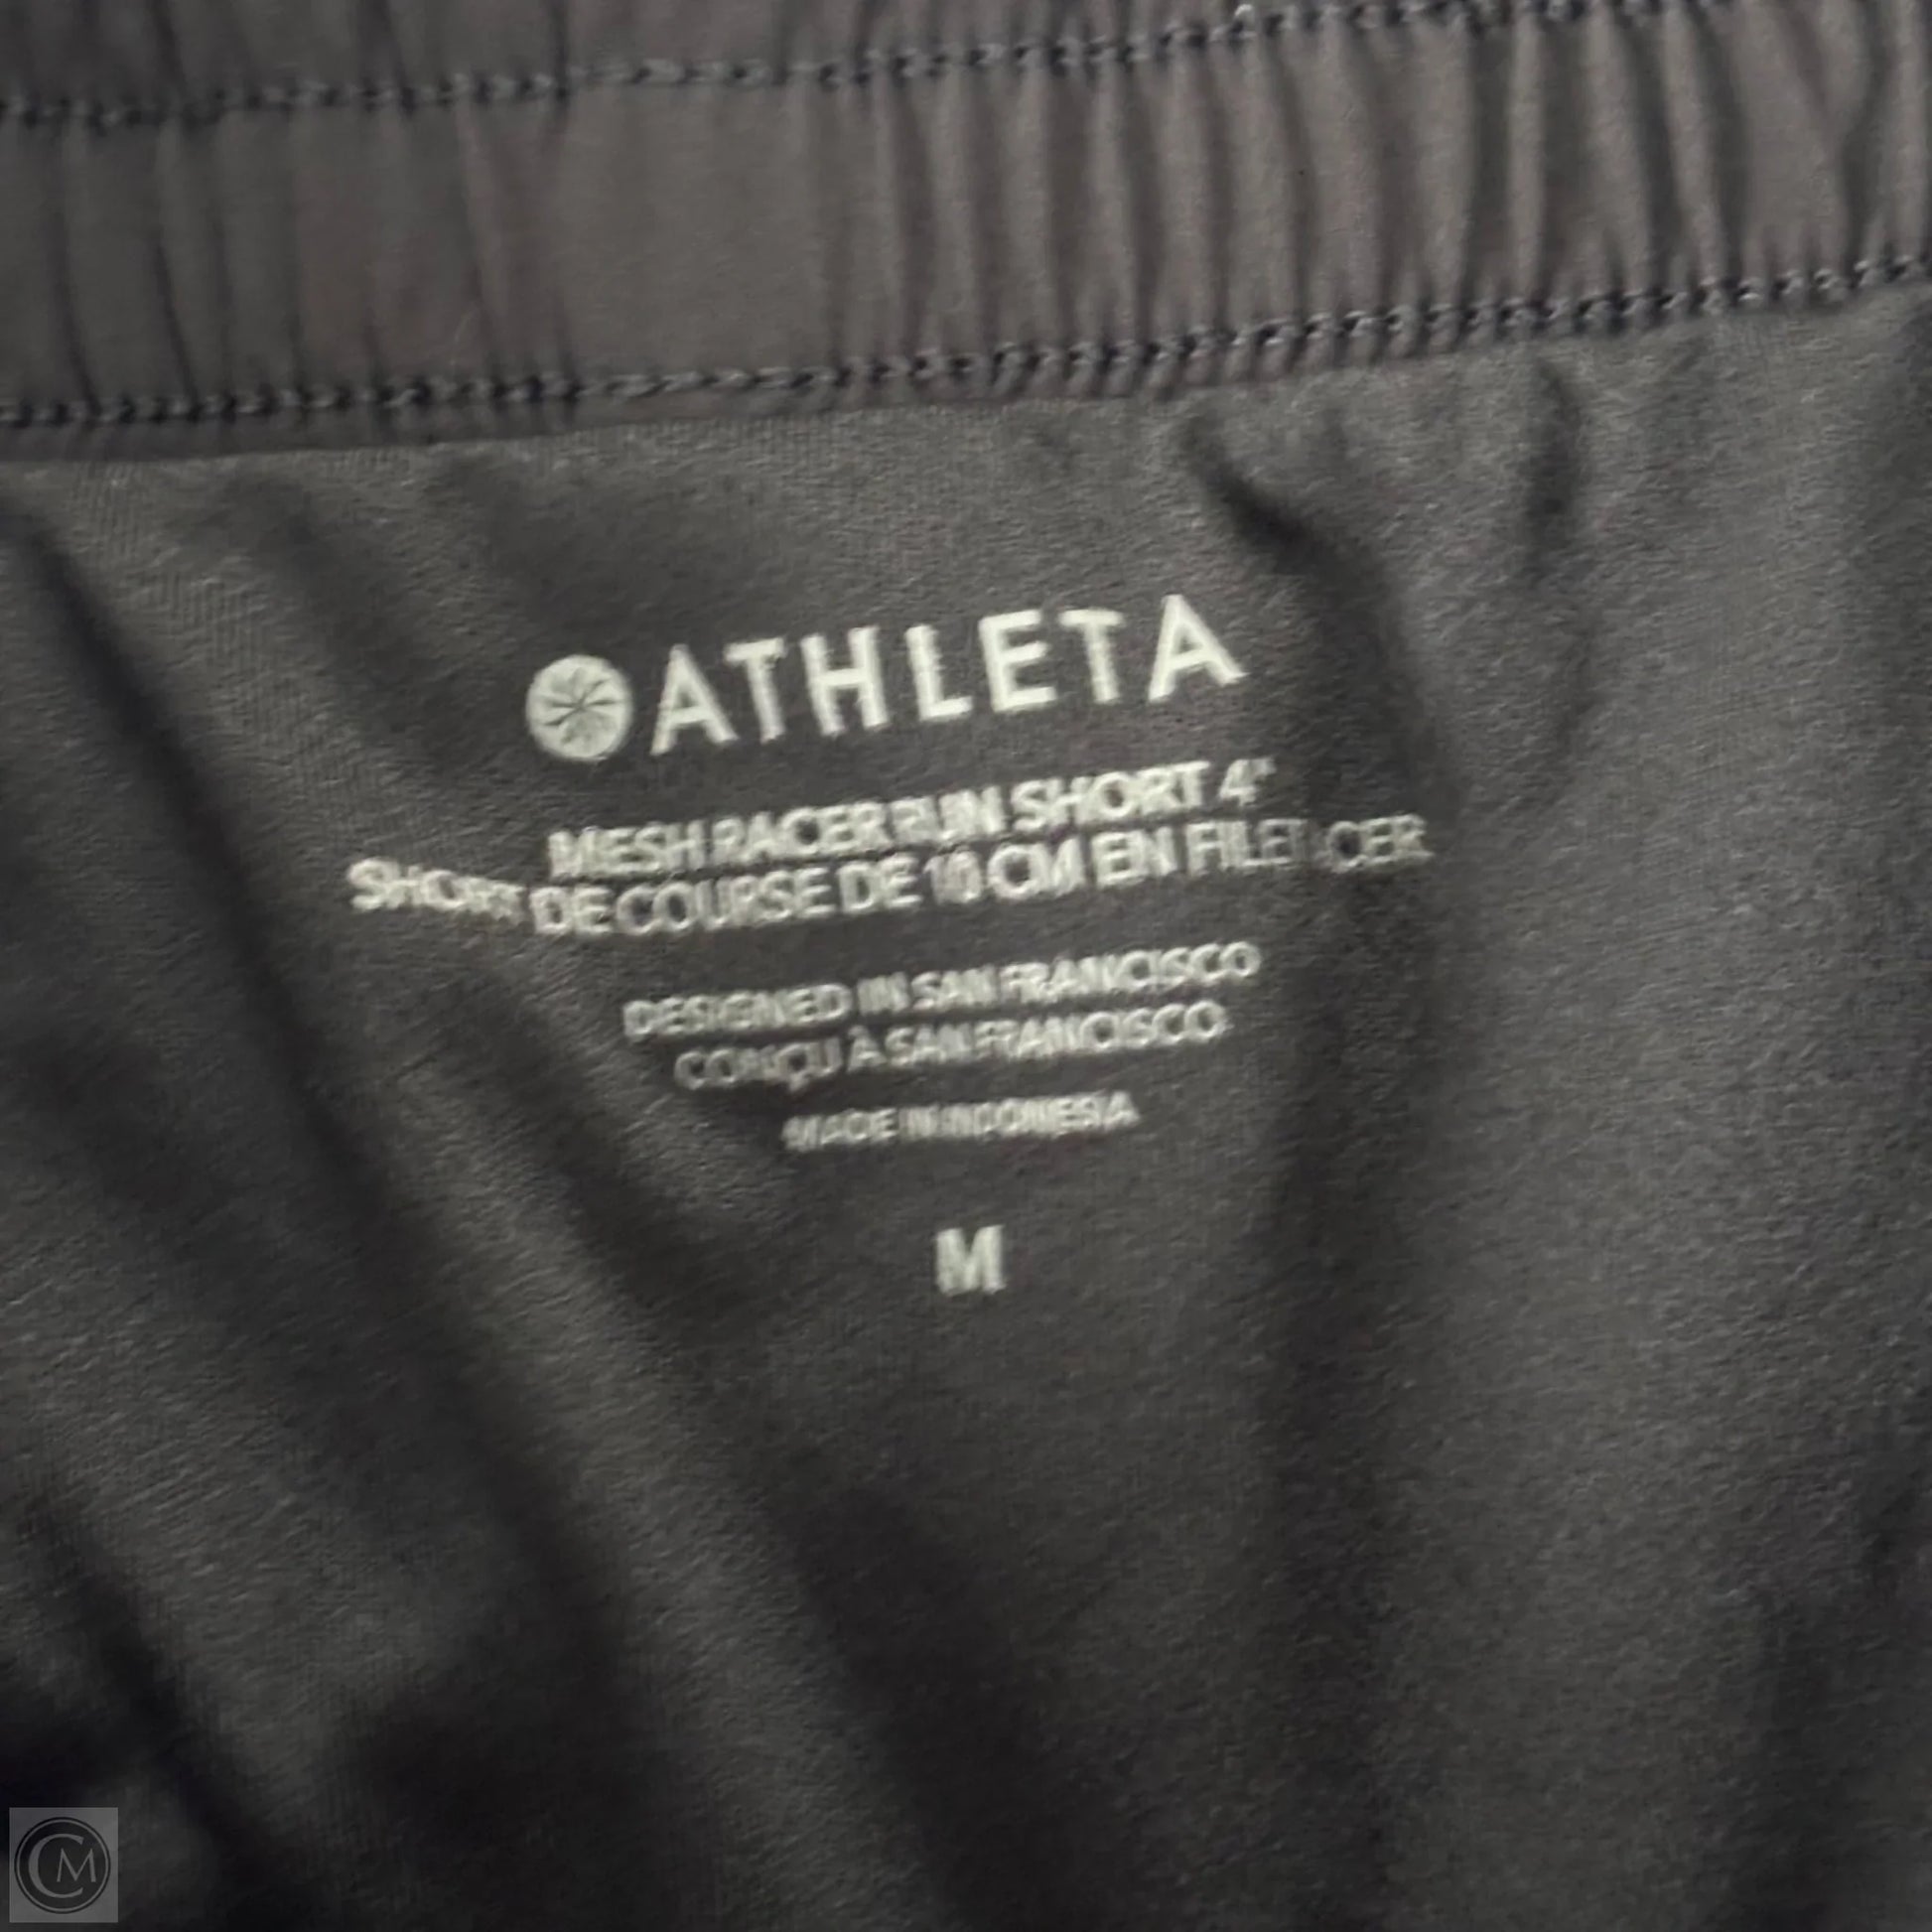 ATHLETA
MESH RACER RUN SHORT 4"
SHORT DE COURSE DE 10 CM EN FILET
DESIGNED IN SAN FRANCISCO
CONÇU À SAN FRANCISCO
MADE IN INDONESIA
M
CM